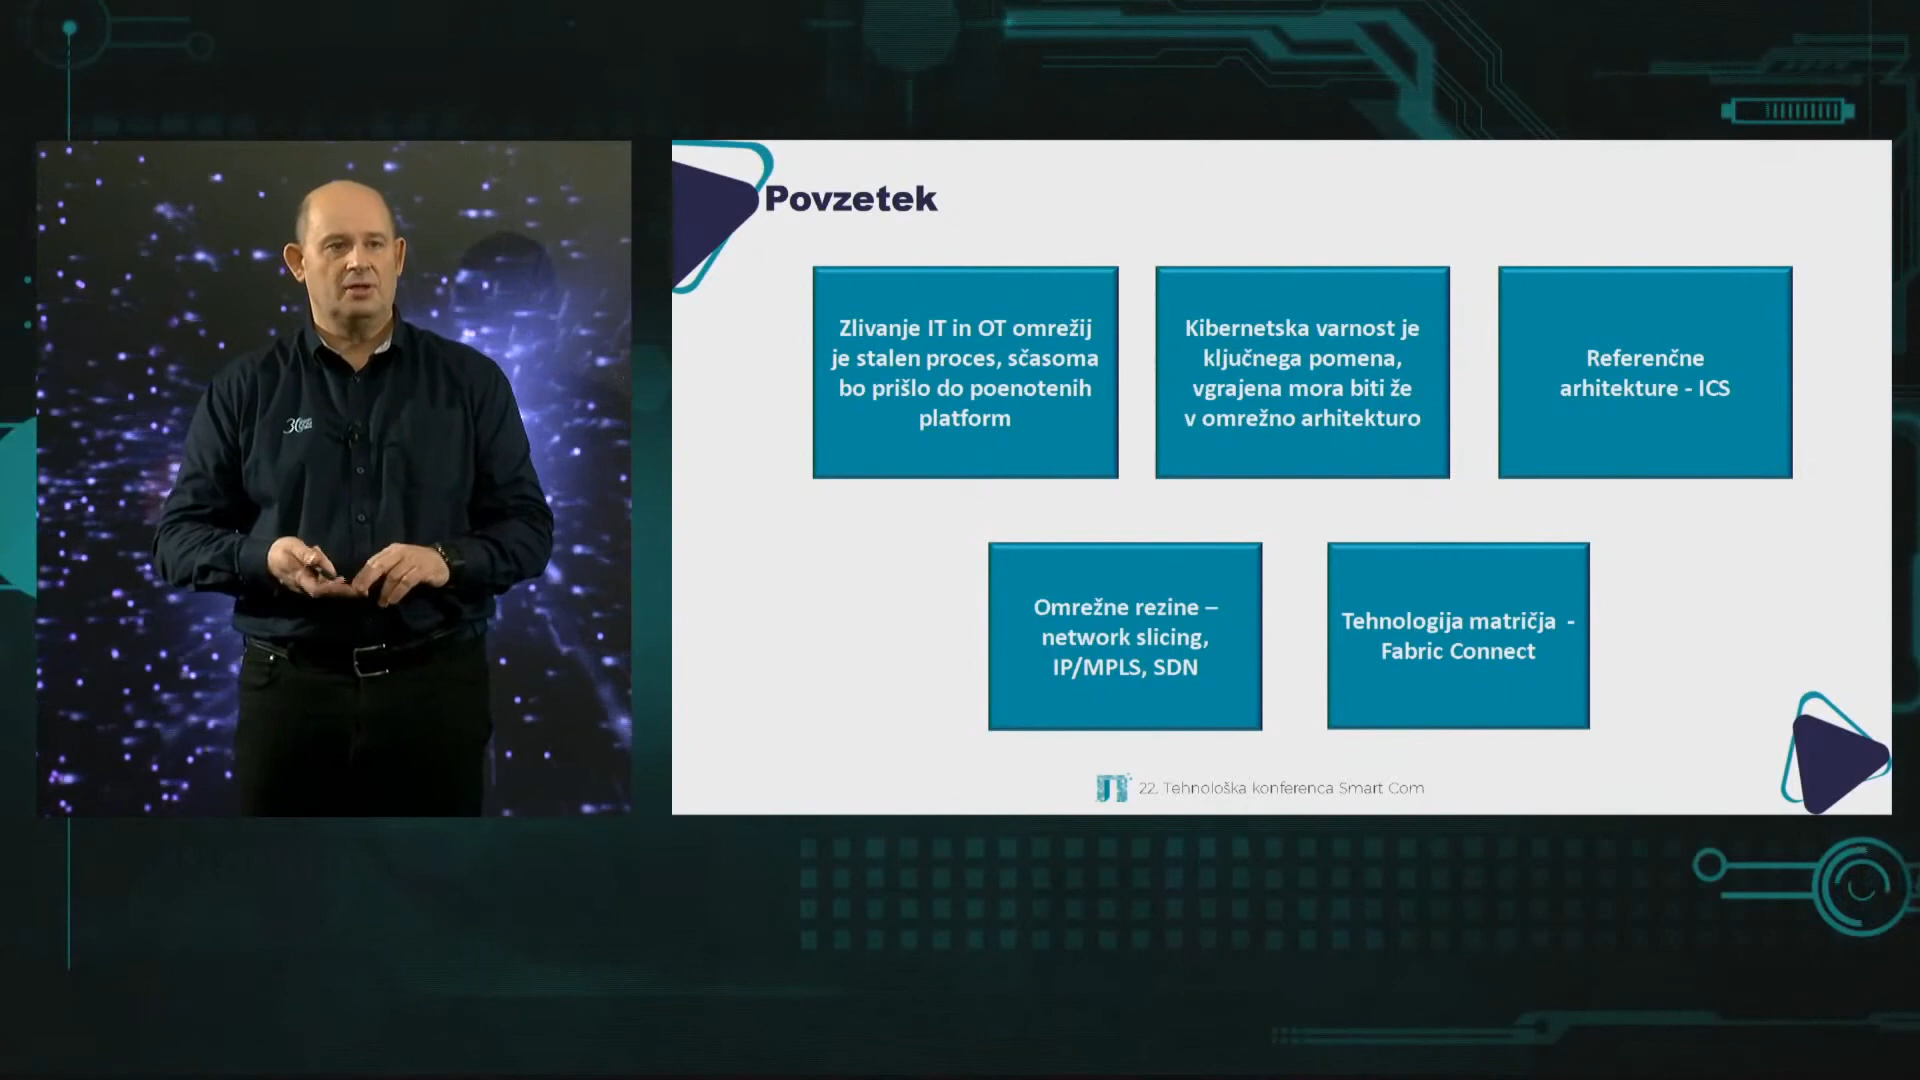 Povzetek
Zlivanje IT in OT omrežij
je stalen proces, sčasoma
bo prišlo do poenotenih
platform
Kibernetska varnost je
ključnega pomena,
vgrajena mora biti že
v omrežno arhitekturo
Referenčne
arhitekture - ICS
Omrežne rezine –
network slicing,
IP/MPLS, SDN
Tehnologija matričja -
Fabric Connect
22. Tehnološka konferenca Smart Com